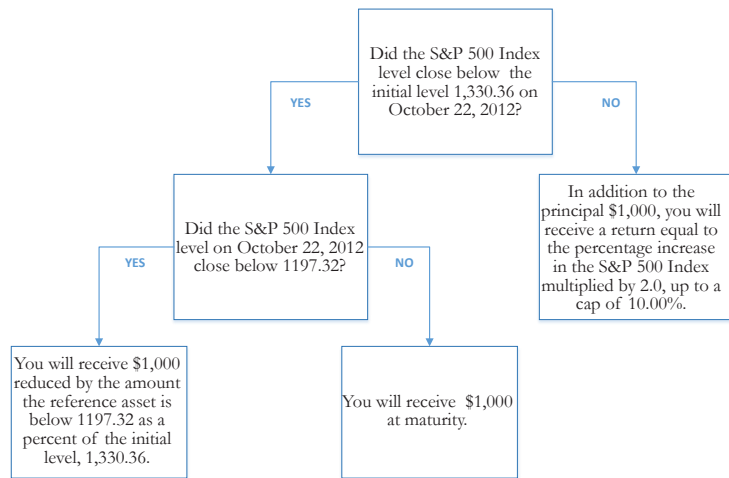 Did the S&P 500 Index
level close below the
initial level 1,330.36 on
October 22, 2012?
YES
NO
Did the S&P 500 Index
level on October 22, 2012
close below 1197.32?
In addition to the
principal $1,000, you will
receive a return equal to
the percentage increase
in the S&P 500 Index
multiplied by 2.0, up to a
cap of 10.00%.
YES
NO
You will receive $1,000
reduced by the amount
the reference asset is
below 1197.32 as a
percent of the initial
level, 1,330.36.
You will receive $1,000
at maturity.